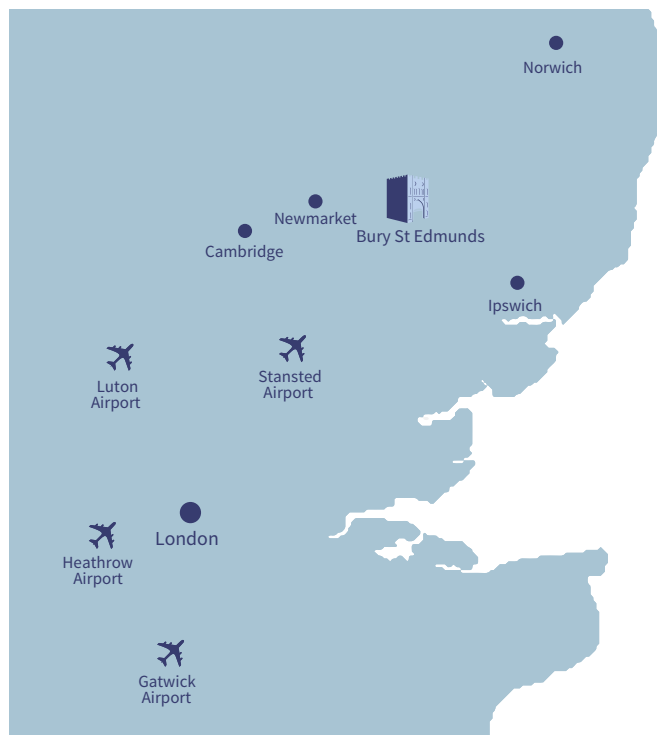 Norwich
Newmarket
Bury St Edmunds
Cambridge
Ipswich
Stansted
Airport
Luton
Airport
London
Heathrow
Airport
Gatwick
Airport